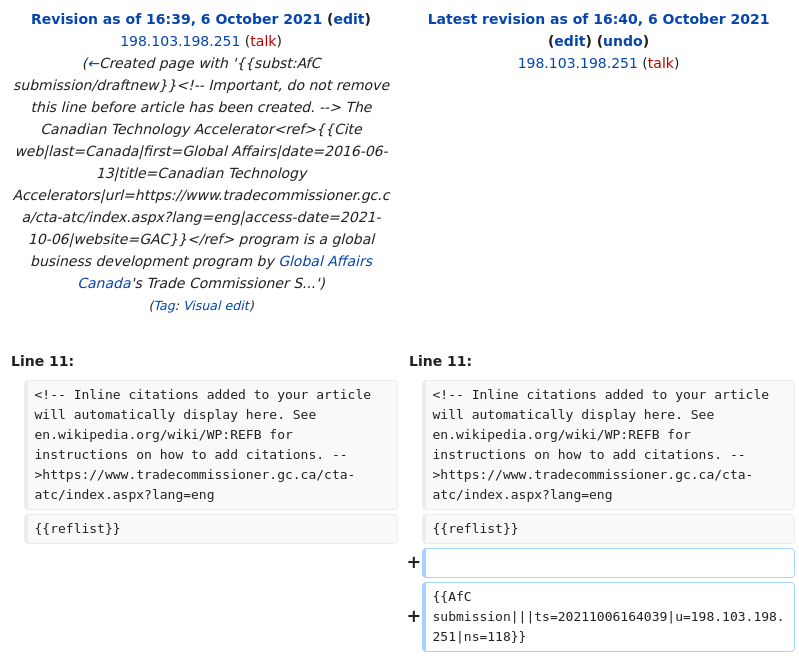 Revision as of 16:39, 6 October 2021 (edit)
198.103.198.251 (talk)
(←Created page with '{{subst:AfC
submission/draftnew}}<!-- Important, do not remove
this line before article has been created. --> The
Canadian Technology Accelerator<ref>{{Cite
web|last=Canada|first=Global Affairs|date=2016-06-
13|title=Canadian Technology
Accelerators|url=https://www.tradecommissioner.gc.c
a/cta-atc/index.aspx?lang=eng|access-date=2021-
10-06|website=GAC}}</ref> program is a global
business development program by Global Affairs
Canada's Trade Commissioner S...')
(Tag: Visual edit)
Latest revision as of 16:40, 6 October 2021
(edit) (undo)
198.103.198.251 (talk)
Line 11:
<!-- Inline citations added to your article
will automatically display here. See
en.wikipedia.org/wiki/WP:REFB for
instructions on how to add citations. --
>https://www.tradecommissioner.gc.ca/cta-
atc/index.aspx?lang=eng
{{reflist}}
Line 11:
<!-- Inline citations added to your article
will automatically display here. See
en.wikipedia.org/wiki/WP:REFB for
instructions on how to add citations. --
>https://www.tradecommissioner.gc.ca/cta-
atc/index.aspx?lang=eng
{{reflist}}
+
+
{{AfC
submission|||ts=20211006164039|u=198.103.198.
251|ns=118}}